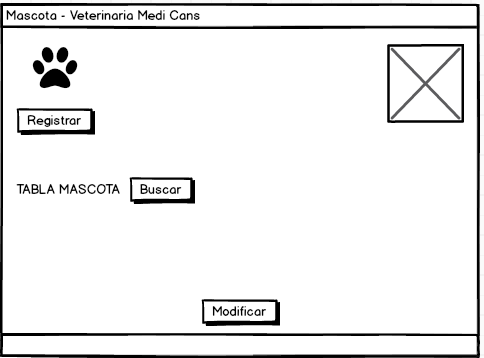 Mascota - Veterinaria Medi Cans
Registrar
TABLA MASCOTA Buscar
Modificar